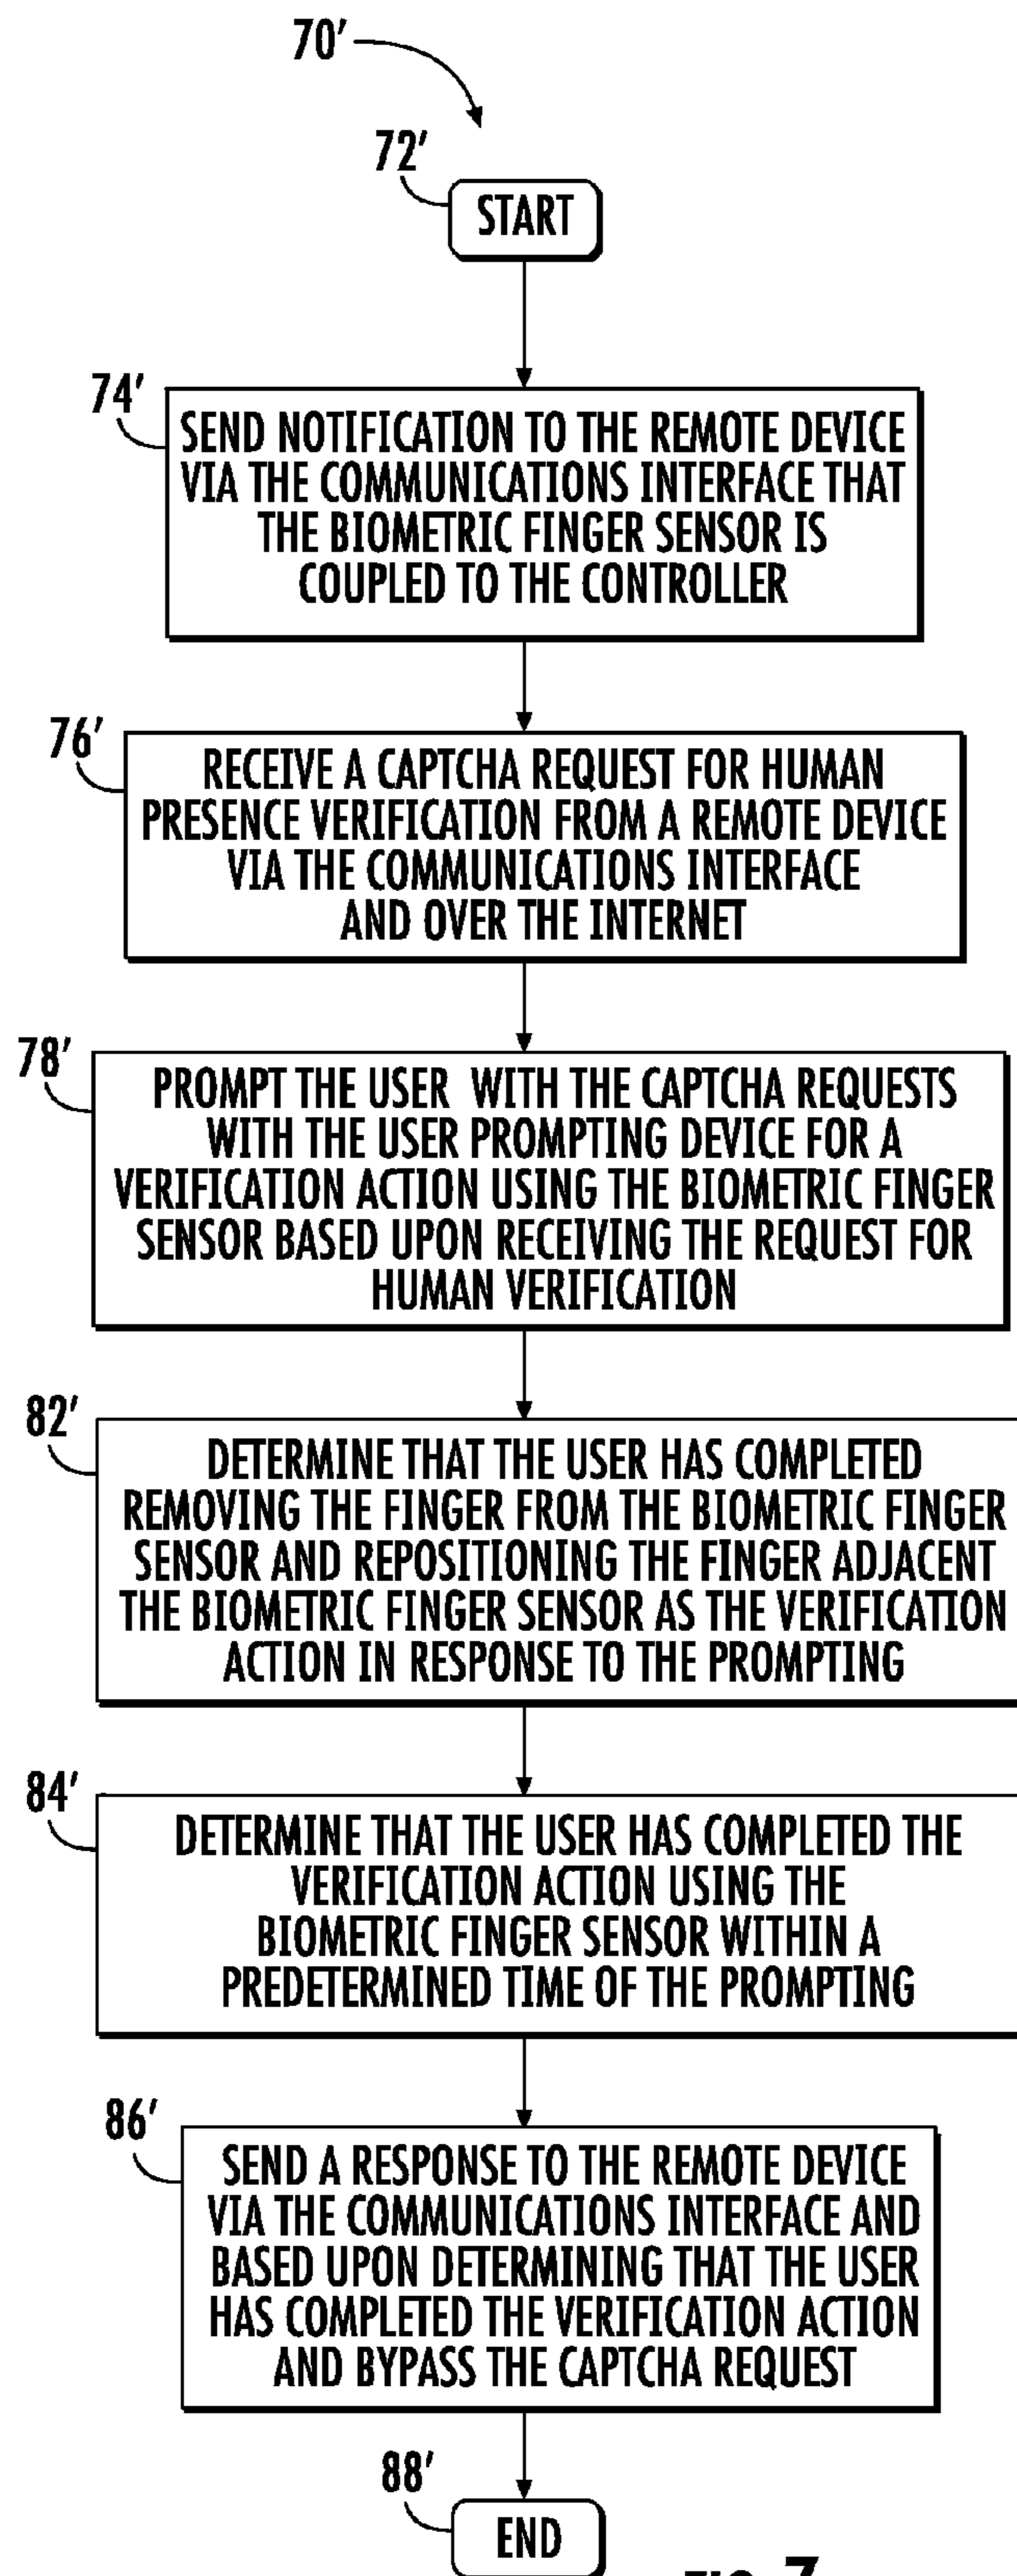 70'
72'
START
74'
SEND NOTIFICATION TO THE REMOTE DEVICE
VIA THE COMMUNICATIONS INTERFACE THAT
THE BIOMETRIC FINGER SENSOR IS
COUPLED TO THE CONTROLLER
76'
RECEIVE A CAPTCHA REQUEST FOR HUMAN
PRESENCE VERIFICATION FROM A REMOTE DEVICE
VIA THE COMMUNICATIONS INTERFACE
AND OVER THE INTERNET
78'
PROMPT THE USER WITH THE CAPTCHA REQUESTS
WITH THE USER PROMPTING DEVICE FOR A
VERIFICATION ACTION USING THE BIOMETRIC FINGER
SENSOR BASED UPON RECEIVING THE REQUEST FOR
HUMAN VERIFICATION
82'
DETERMINE THAT THE USER HAS COMPLETED
REMOVING THE FINGER FROM THE BIOMETRIC FINGER
SENSOR AND REPOSITIONING THE FINGER ADJACENT
THE BIOMETRIC FINGER SENSOR AS THE VERIFICATION
ACTION IN RESPONSE TO THE PROMPTING
84'
DETERMINE THAT THE USER HAS COMPLETED THE
VERIFICATION ACTION USING THE
BIOMETRIC FINGER SENSOR WITHIN A
PREDETERMINED TIME OF THE PROMPTING
86'
SEND A RESPONSE TO THE REMOTE DEVICE
VIA THE COMMUNICATIONS INTERFACE AND
BASED UPON DETERMINING THAT THE USER
HAS COMPLETED THE VERIFICATION ACTION
AND BYPASS THE CAPTCHA REQUEST
88'
END